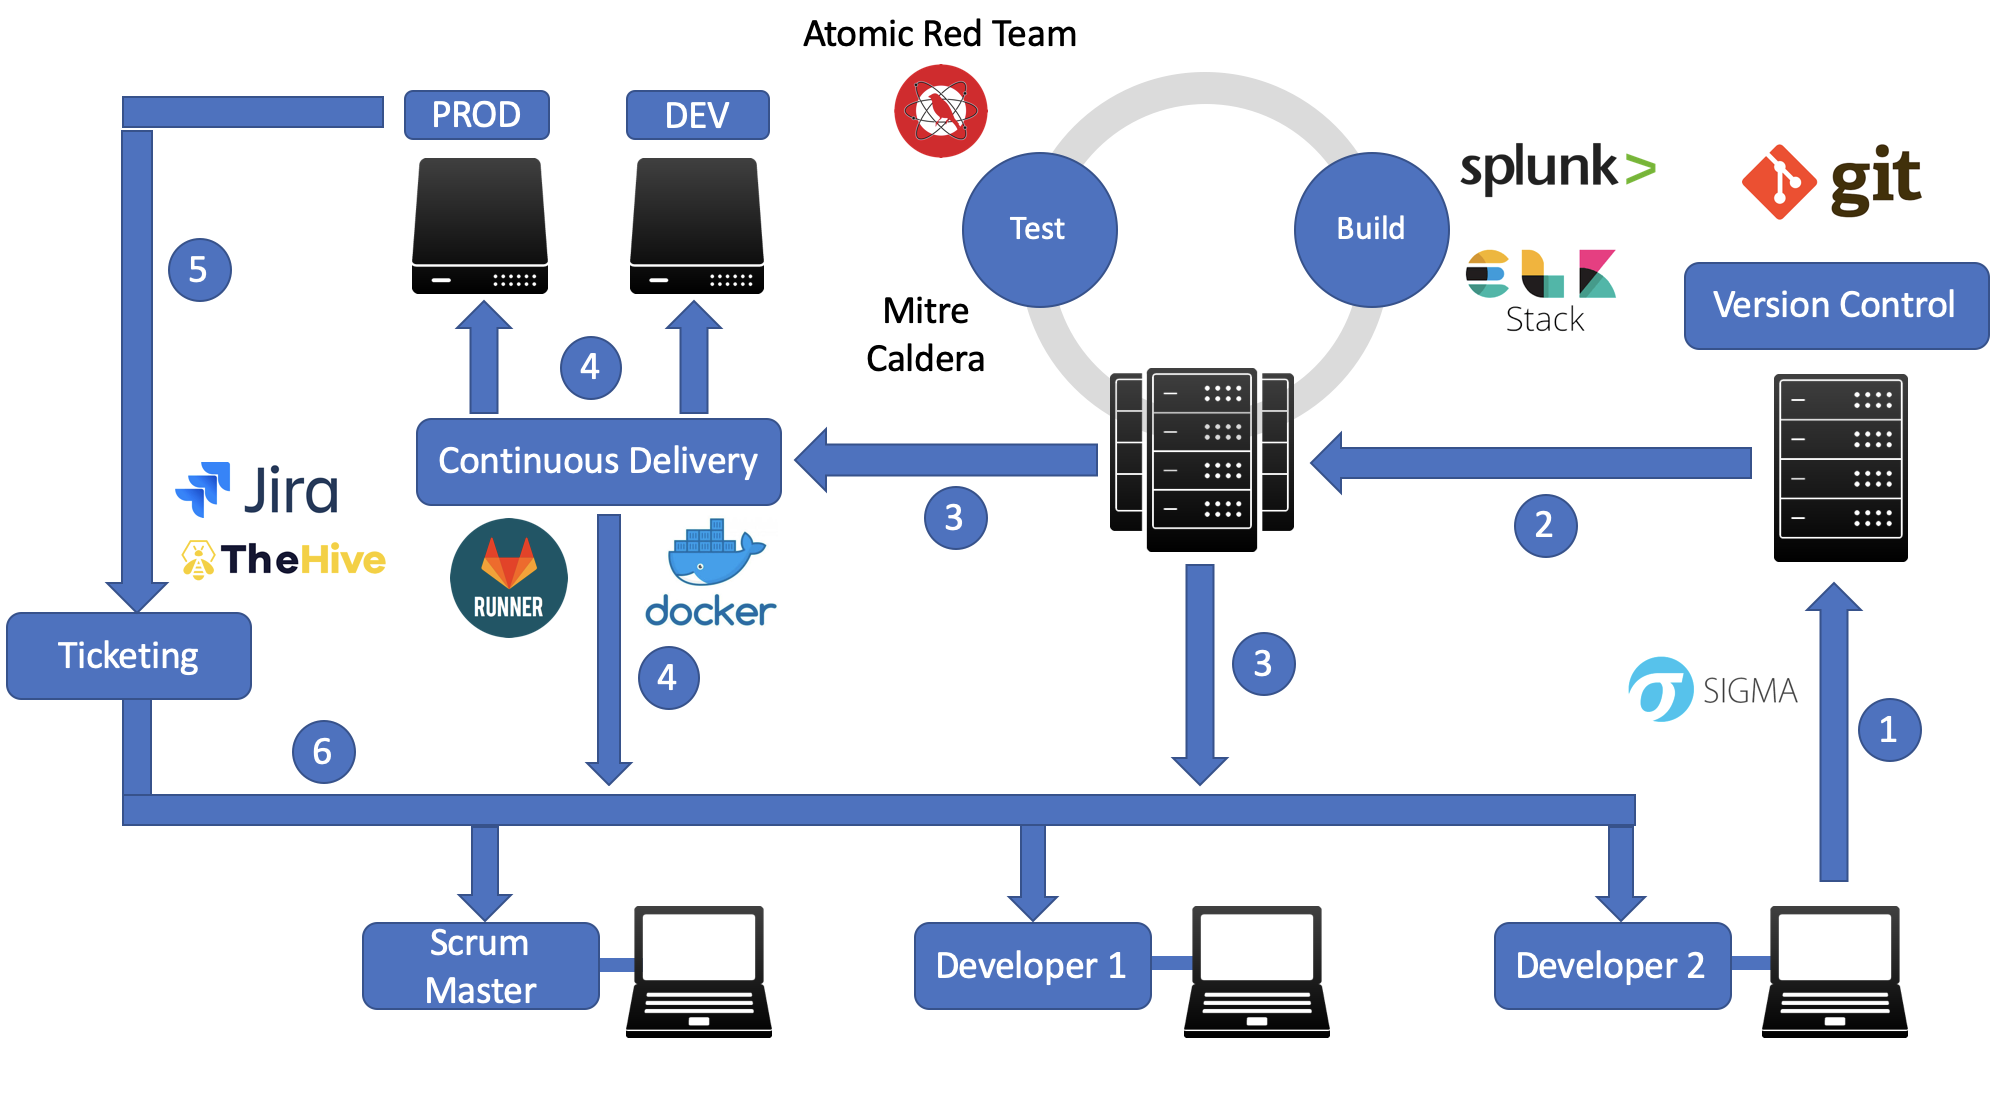 Atomic Red Team
PROD
DEV
Test
Build
splunk>
git
Stack
Version Control
5
Mitre
Caldera
4
Continuous Delivery
3
2
Jira
TheHive
RUNNER
docker
Ticketing
4
3
SIGMA
1
6
Scrum
Master
Developer 1
Developer 2